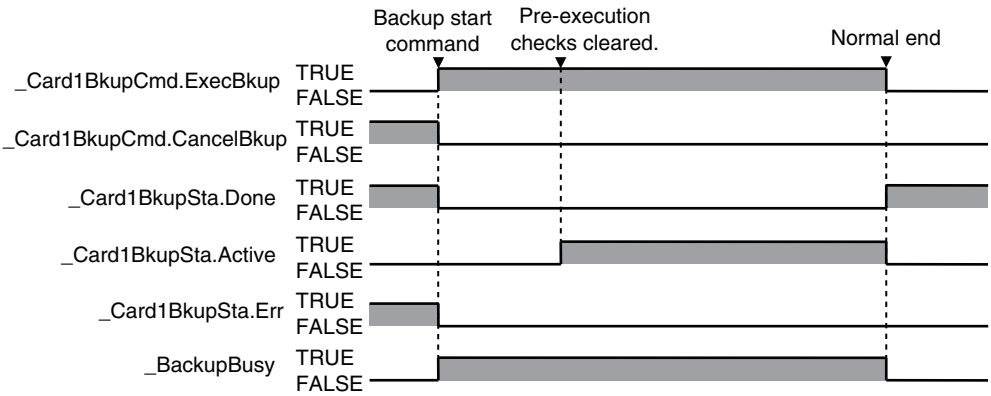 Backup start
command
Pre-execution
checks cleared.
Normal end
_Card1BkupCmd.ExecBkup
TRUE
FALSE
_Card1BkupCmd.CancelBkup
TRUE
FALSE
_Card1BkupSta.Done
TRUE
FALSE
_Card1BkupSta.Active
TRUE
FALSE
_Card1BkupSta.Err
TRUE
FALSE
_BackupBusy
TRUE
FALSE